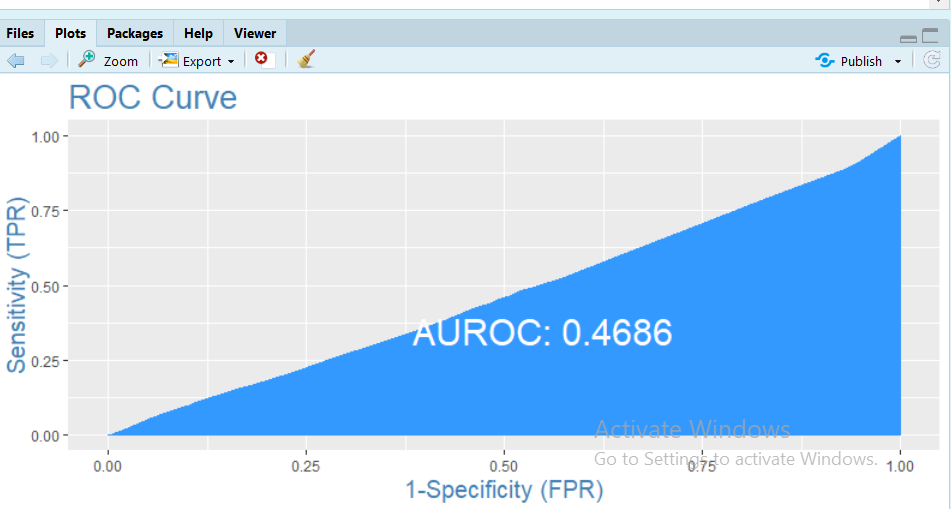 Files Plots Packages Help Viewer
Zoom Export Publish
ROC Curve
1.00
0.75
0.50
0.25
0.00
Sensitivity (TPR)
AUROC: 0.4686
Activate Windows
Go to Settings to activate Windows.
0.00 0.25 0.50 0.75 1.00
1-Specificity (FPR)